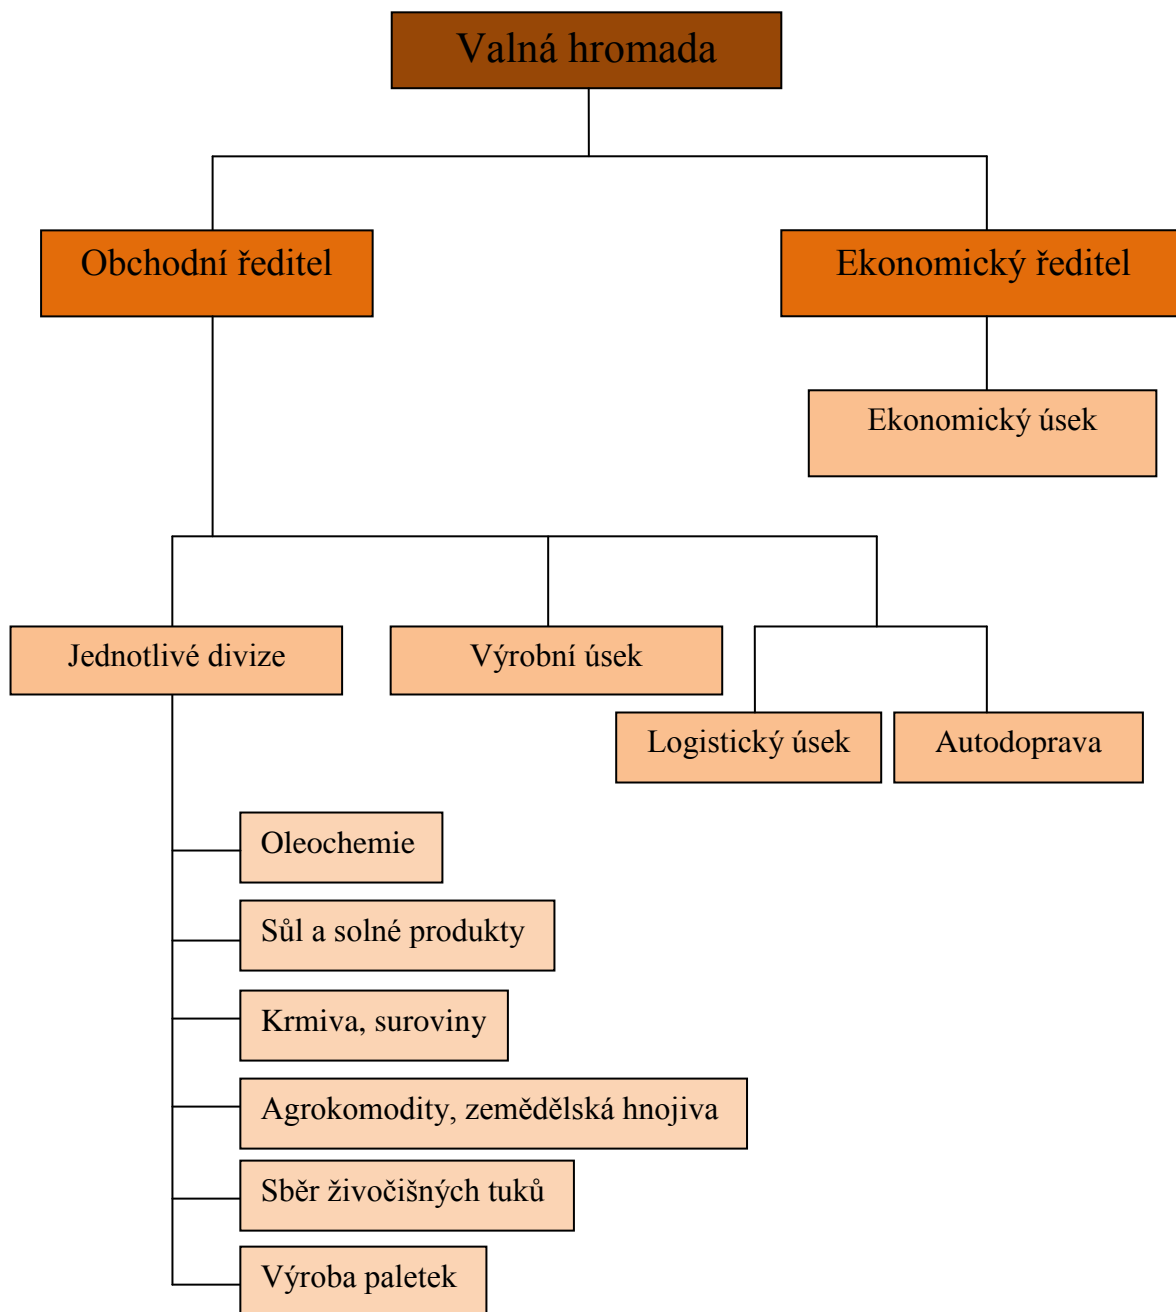 Valná hromada
Obchodní ředitel
Ekonomický ředitel
Ekonomický úsek
Jednotlivé divize
Výrobní úsek
Logistický úsek
Autodoprava
Oleochemie
Sůl a solné produkty
Krmiva, suroviny
Agrokomodity, zemědělská hnojiva
Sběr živočišných tuků
Výroba paletek